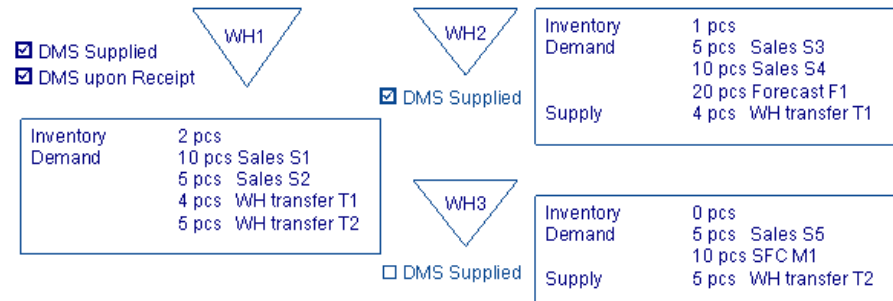 WH1
DMS Supplied
DMS upon Receipt
Inventory 2 pcs
Demand 10 pcs Sales S1
5 pcs Sales S2
4 pcs WH transfer T1
5 pcs WH transfer T2
WH2
DMS Supplied
Inventory 1 pcs
Demand 5 pcs Sales S3
10 pcs Sales S4
20 pcs Forecast F1
Supply 4 pcs WH transfer T1
WH3
DMS Supplied
Inventory 0 pcs
Demand 5 pcs Sales S5
10 pcs SFC M1
Supply 5 pcs WH transfer T2